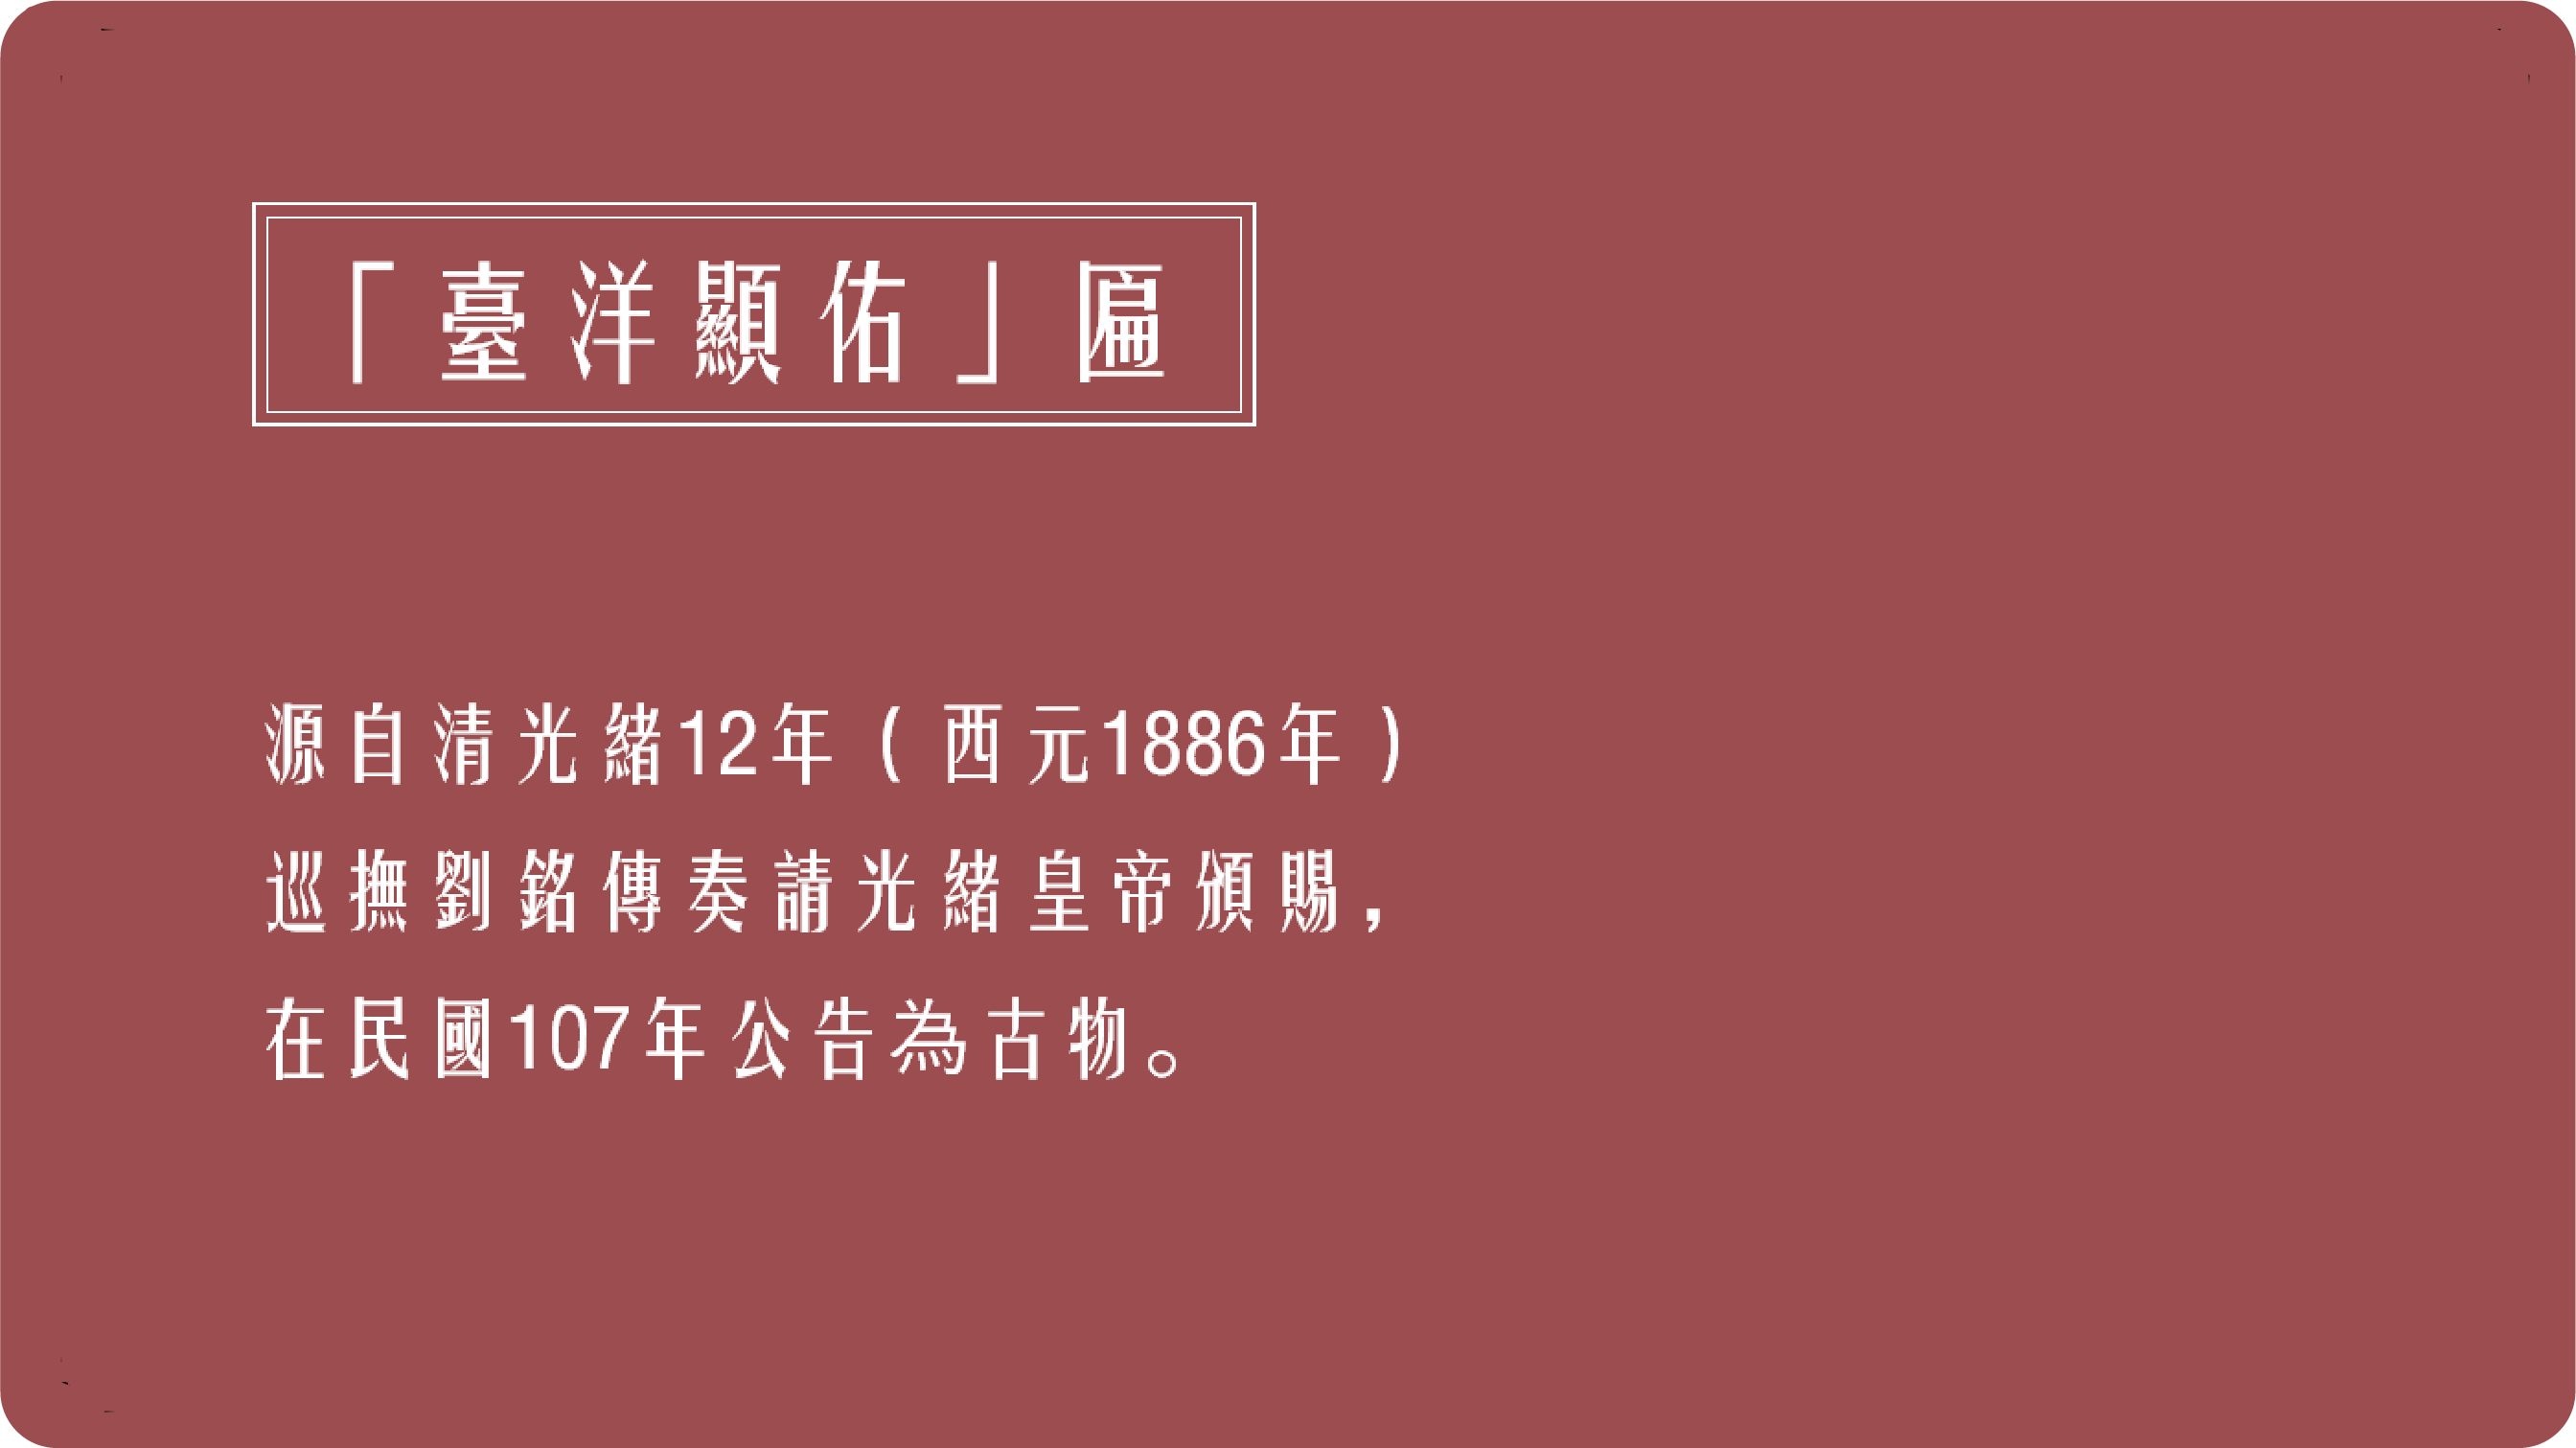 「臺洋顯佑」匾
源自清光緒12年（西元1886年）
巡撫劉銘傳奏請光緒皇帝頒賜，
在民國107年公告為古物。